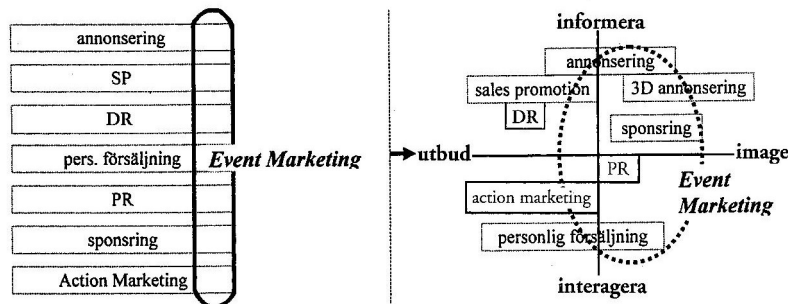 annonsering
SP
DR
pers. försäljning
PR
sponsring
Action Marketing
Event Marketing
informera
annonsering
sales promotion
3D annonsering
DR
sponsring
utbud
image
PR
action marketing
Event
Marketing
personlig försäljning
interagera